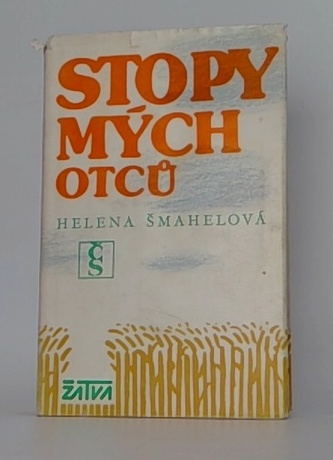 STOPY
MÝCH
OTCŮ
HELENA ŠMAHELOVÁ
ČS
ŽATVA